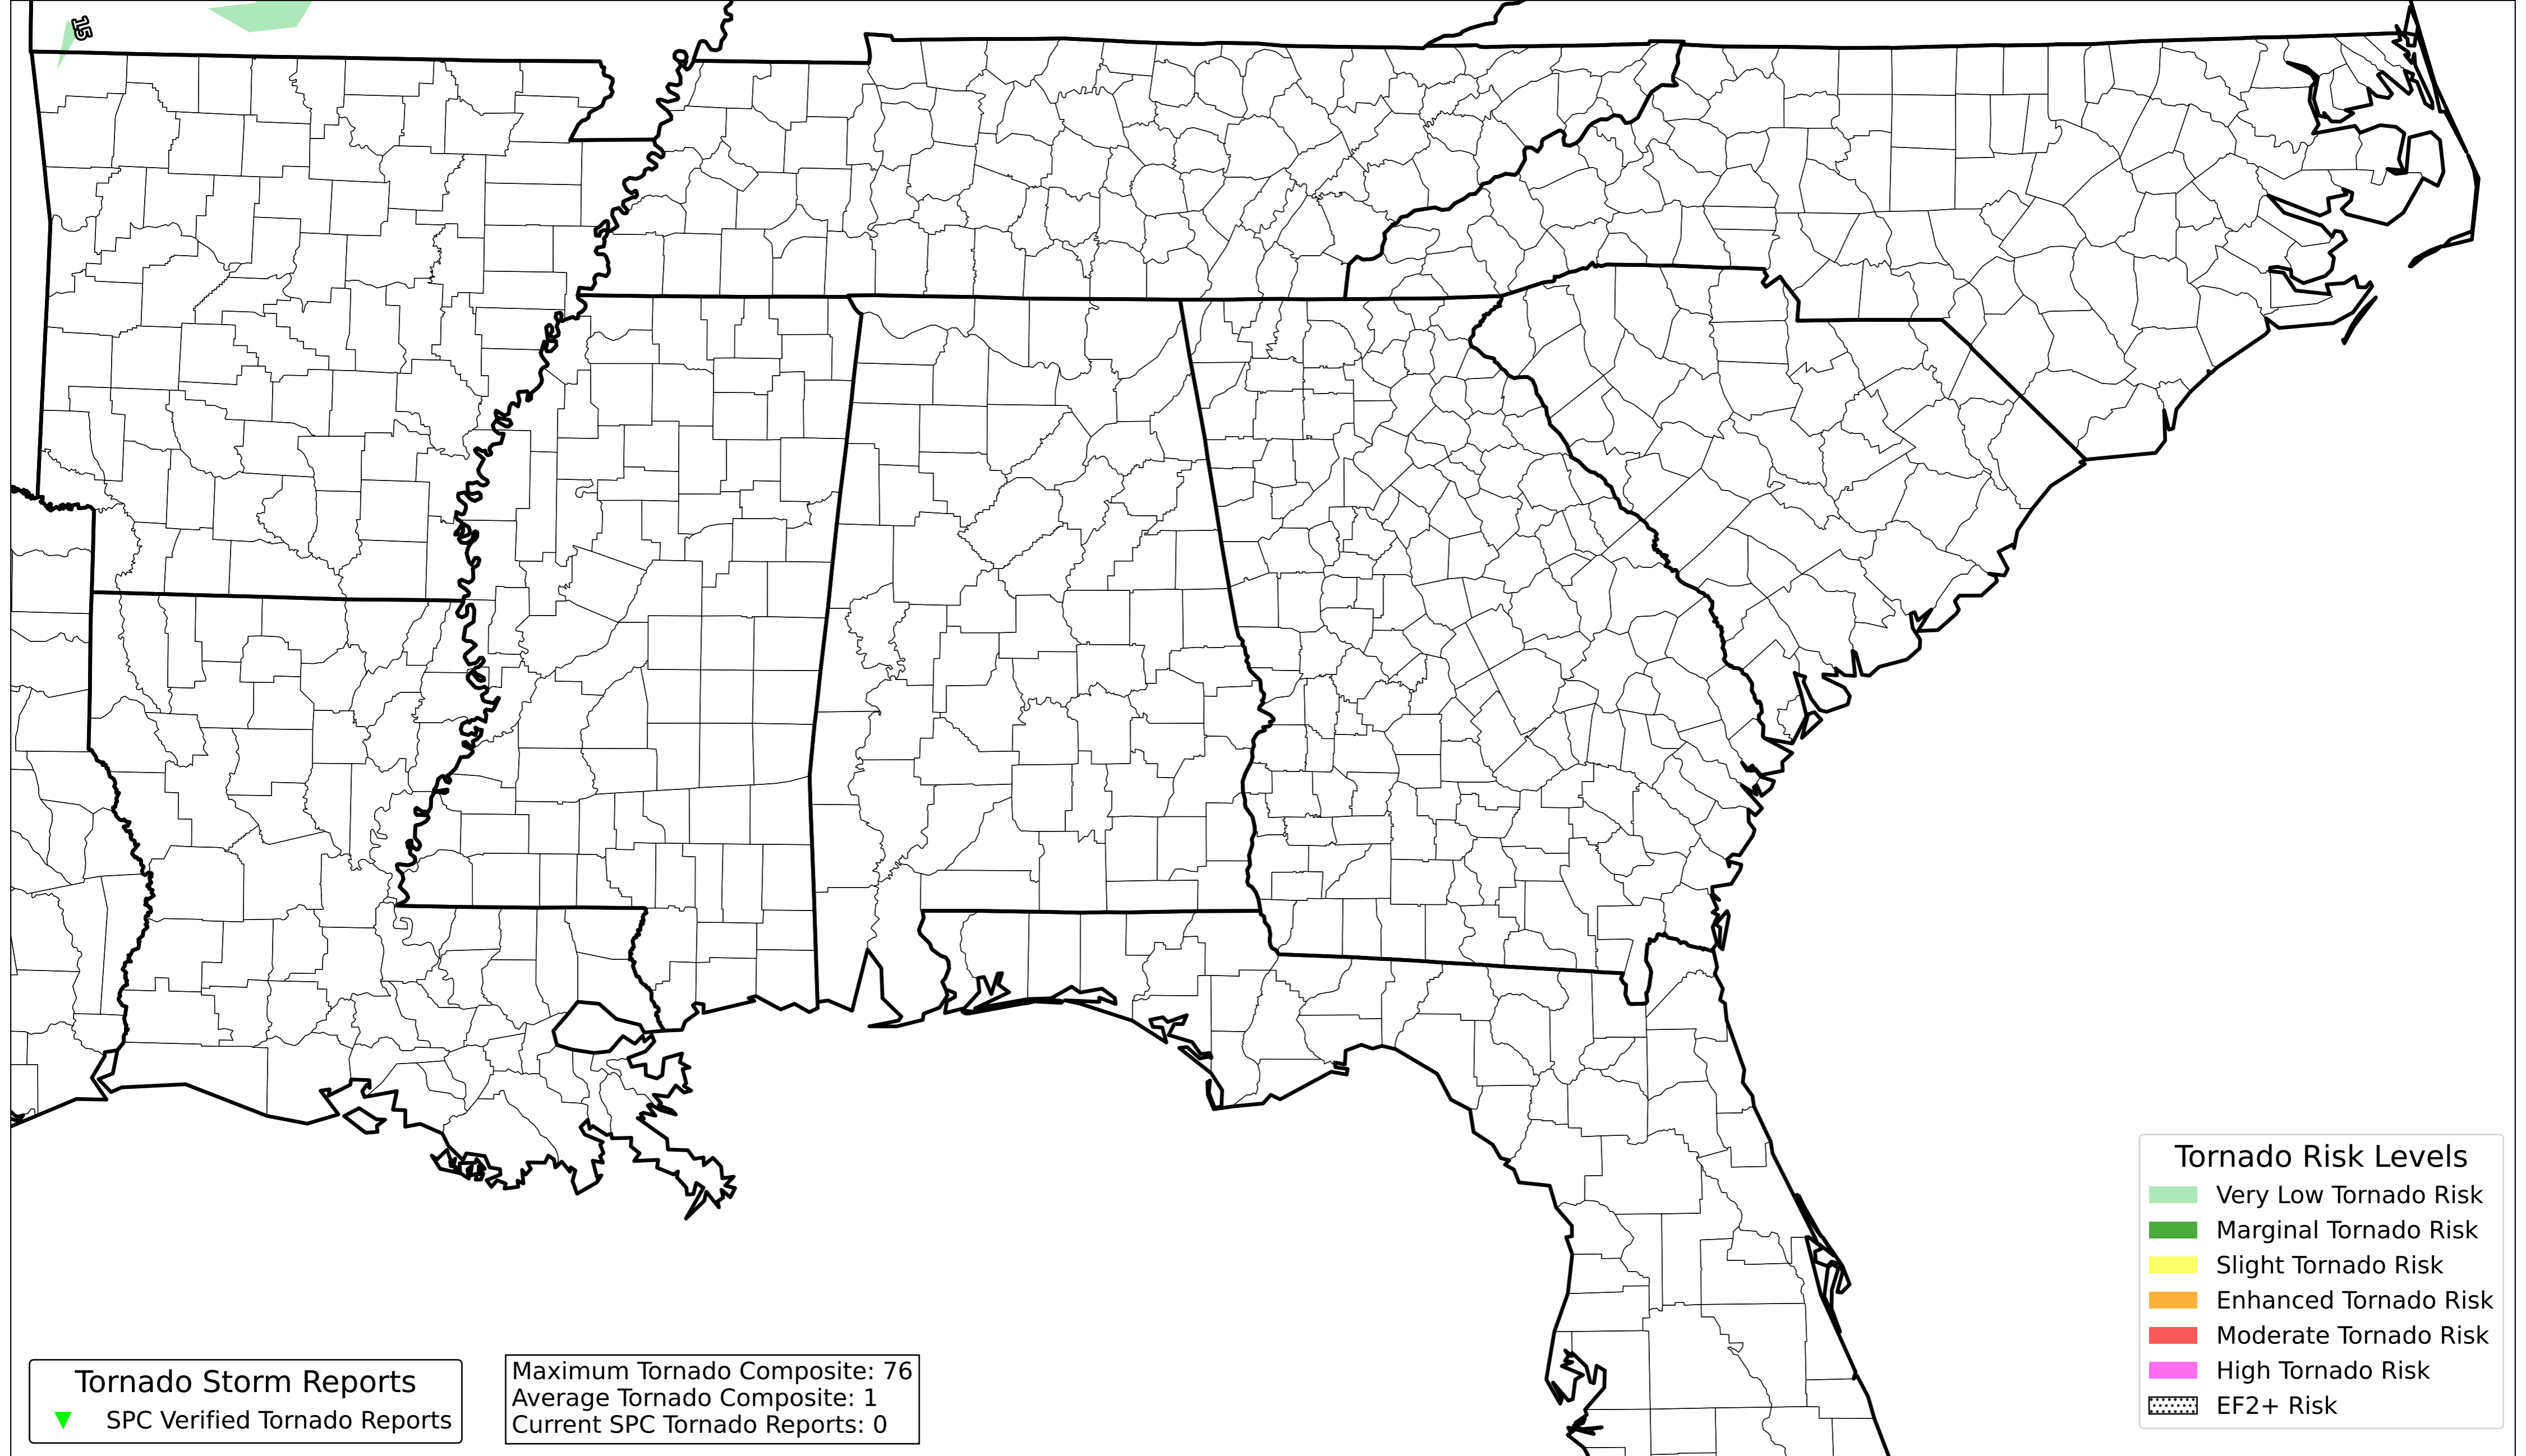 15
Tornado Risk Levels
Very Low Tornado Risk
Marginal Tornado Risk
Slight Tornado Risk
Enhanced Tornado Risk
Moderate Tornado Risk
High Tornado Risk
EF2+ Risk
Tornado Storm Reports
SPC Verified Tornado Reports
Maximum Tornado Composite: 76
Average Tornado Composite: 1
Current SPC Tornado Reports: 0